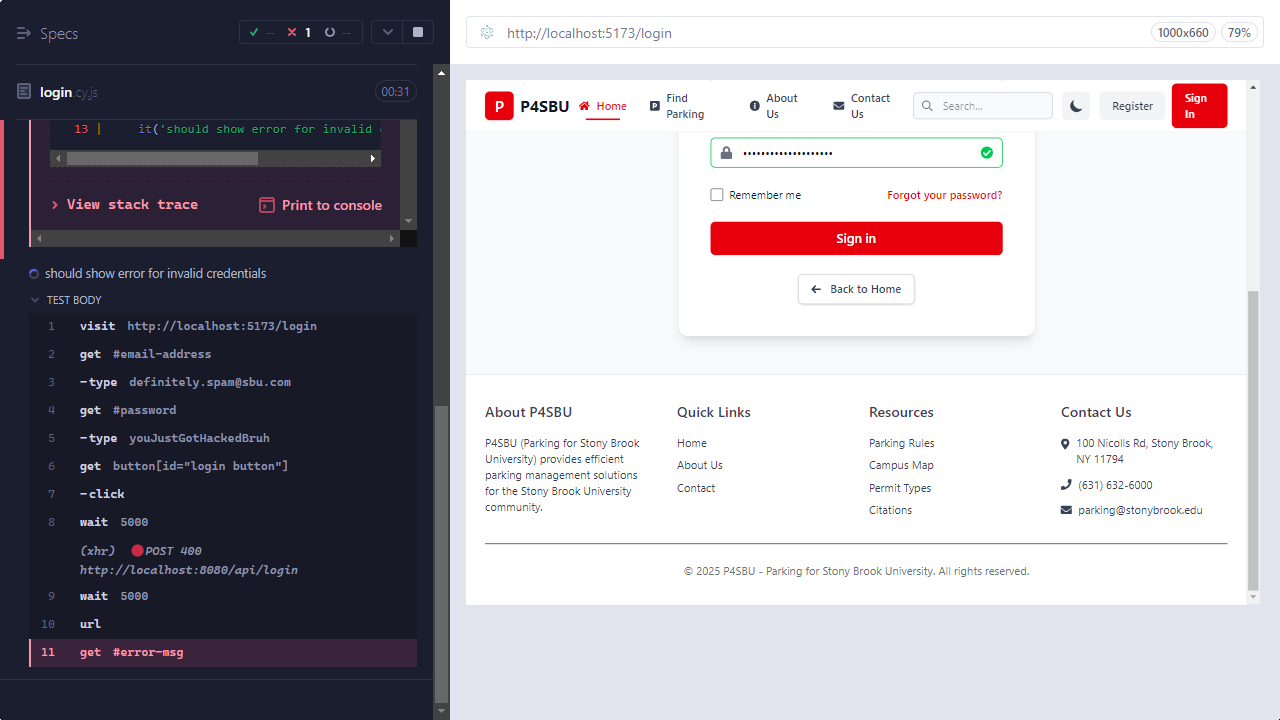 Specs
-- 1 --
login.cy.js
00:31
13 | it('should show error for invalid
View stack trace
Print to console
should show error for invalid credentials
TEST BODY
1 visit http://localhost:5173/login
2 get #email-address
3 -type definitely.spam@sbu.com
4 get #password
5 -type youJustGotHackedBruh
6 get button[id="login button"]
7 -click
8 wait 5000
(xhr) POST 400
http://localhost:8080/api/login
9 wait 5000
10 url
11 get #error-msg
http://localhost:5173/login
1000x660
79%
P P4SBU
Home
Find
Parking
About
Us
Contact
Us
Search...
Register
Sign
In
••••••••••••••••••••
Remember me
Forgot your password?
Sign in
Back to Home
About P4SBU
P4SBU (Parking for Stony Brook
University) provides efficient
parking management solutions
for the Stony Brook University
community.
Quick Links
Home
About Us
Contact
Resources
Parking Rules
Campus Map
Permit Types
Citations
Contact Us
100 Nicolls Rd, Stony Brook,
NY 11794
(631) 632-6000
parking@stonybrook.edu
© 2025 P4SBU - Parking for Stony Brook University. All rights reserved.